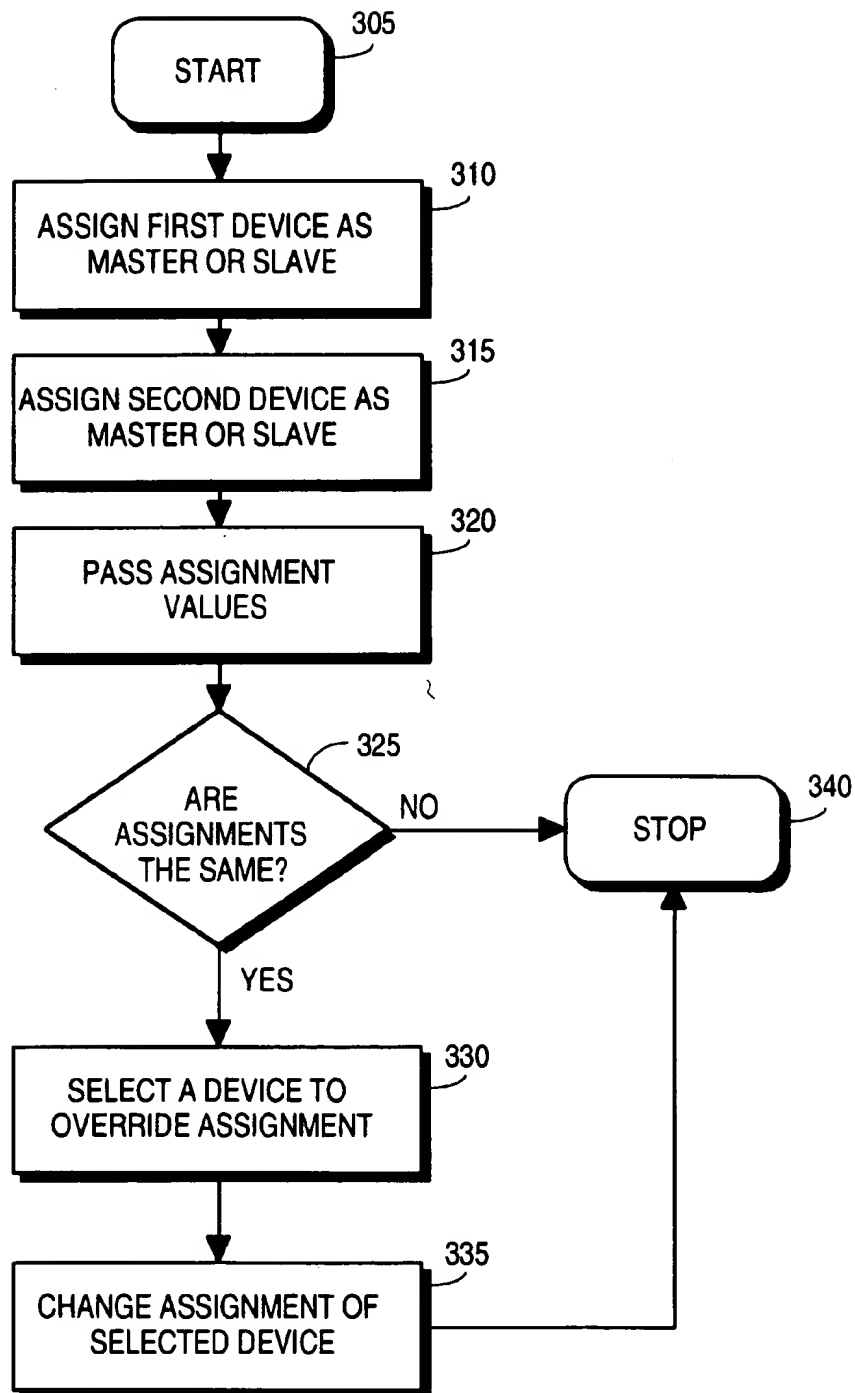 START
305
310
ASSIGN FIRST DEVICE AS
MASTER OR SLAVE
315
ASSIGN SECOND DEVICE AS
MASTER OR SLAVE
320
PASS ASSIGNMENT
VALUES
325
ARE
ASSIGNMENTS
THE SAME?
NO
STOP
340
YES
330
SELECT A DEVICE TO
OVERRIDE ASSIGNMENT
335
CHANGE ASSIGNMENT OF
SELECTED DEVICE